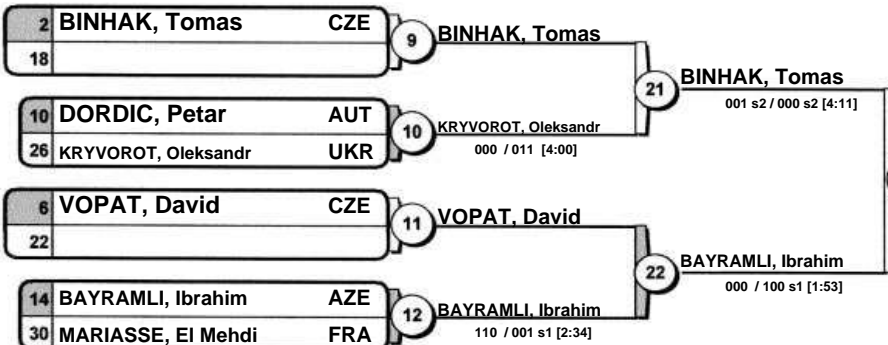 2 BINHAK, Tomas CZE
18
9
BINHAK, Tomas
10 DORDIC, Petar AUT
26 KRYVOROT, Oleksandr UKR
10
KRYVOROT, Oleksandr
000 / 011 [4:00]
21
BINHAK, Tomas
001 s2 / 000 s2 [4:11]
6 VOPAT, David CZE
22
11
VOPAT, David
14 BAYRAMLI, Ibrahim AZE
30 MARIASSE, El Mehdi FRA
12
BAYRAMLI, Ibrahim
110 / 001 s1 [2:34]
22
BAYRAMLI, Ibrahim
000 / 100 s1 [1:53]